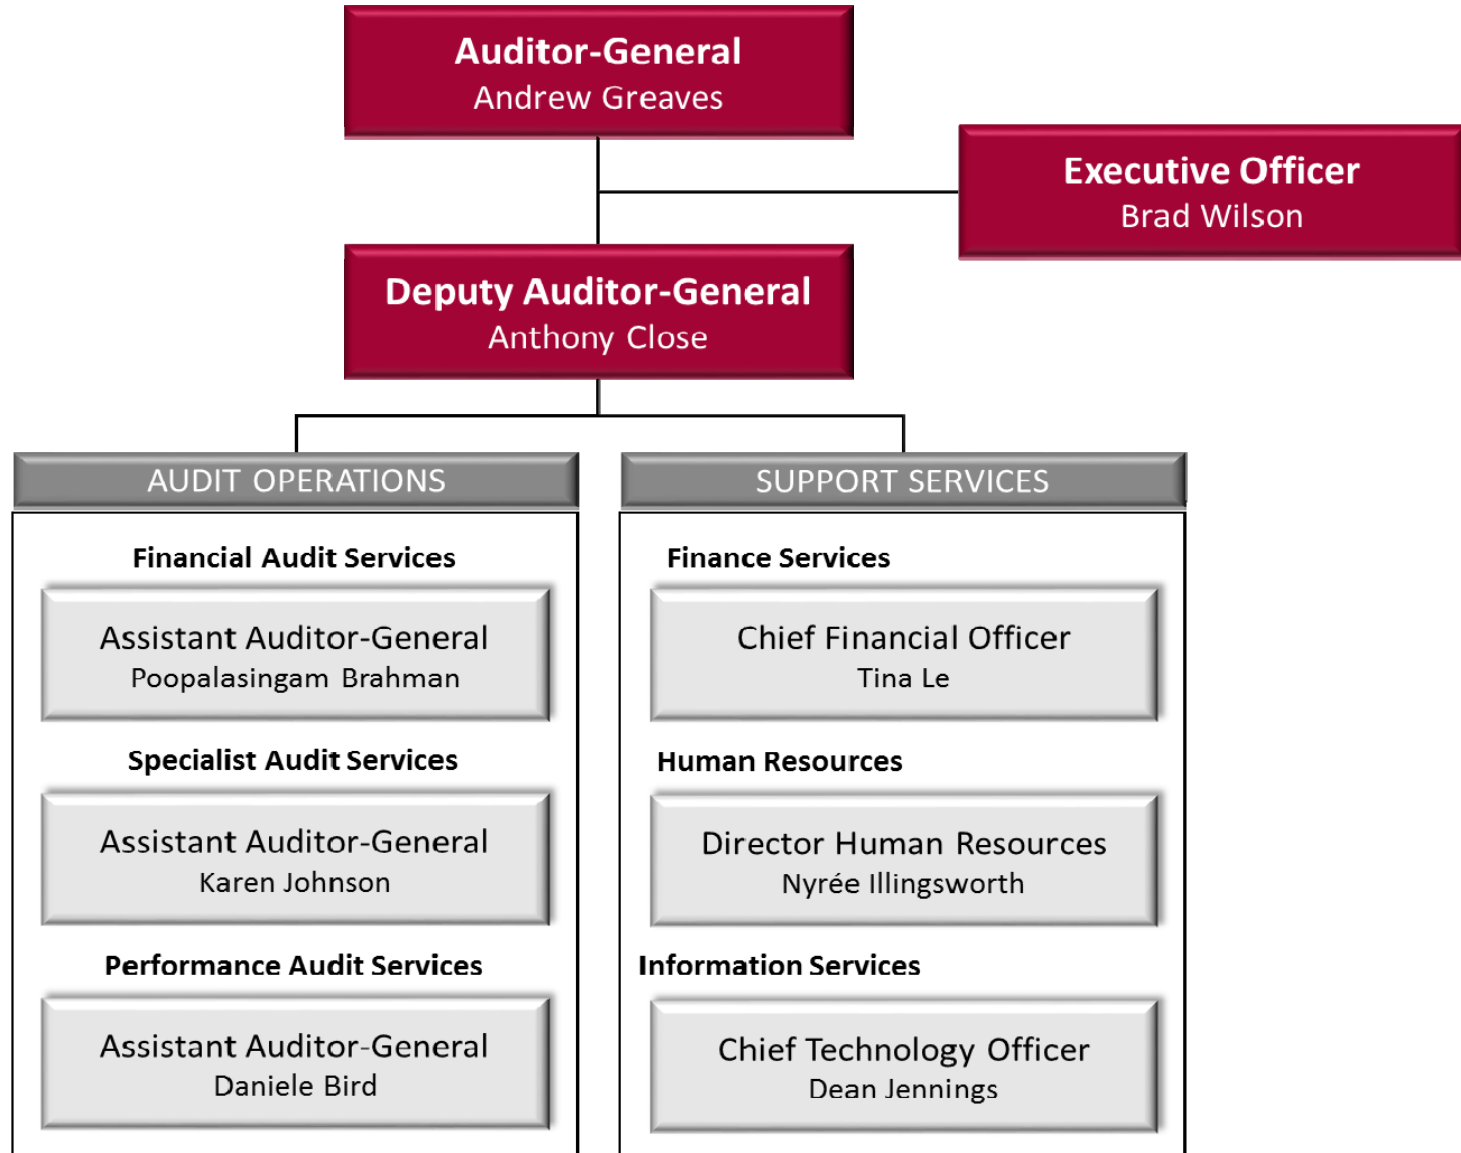 Auditor-General
Andrew Greaves
Executive Officer
Brad Wilson
Deputy Auditor-General
Anthony Close
AUDIT OPERATIONS
Financial Audit Services
Assistant Auditor-General
Poopalasingam Brahman
Specialist Audit Services
Assistant Auditor-General
Karen Johnson
Performance Audit Services
Assistant Auditor-General
Daniele Bird
SUPPORT SERVICES
Finance Services
Chief Financial Officer
Tina Le
Human Resources
Director Human Resources
Nyrée Illingsworth
Information Services
Chief Technology Officer
Dean Jennings